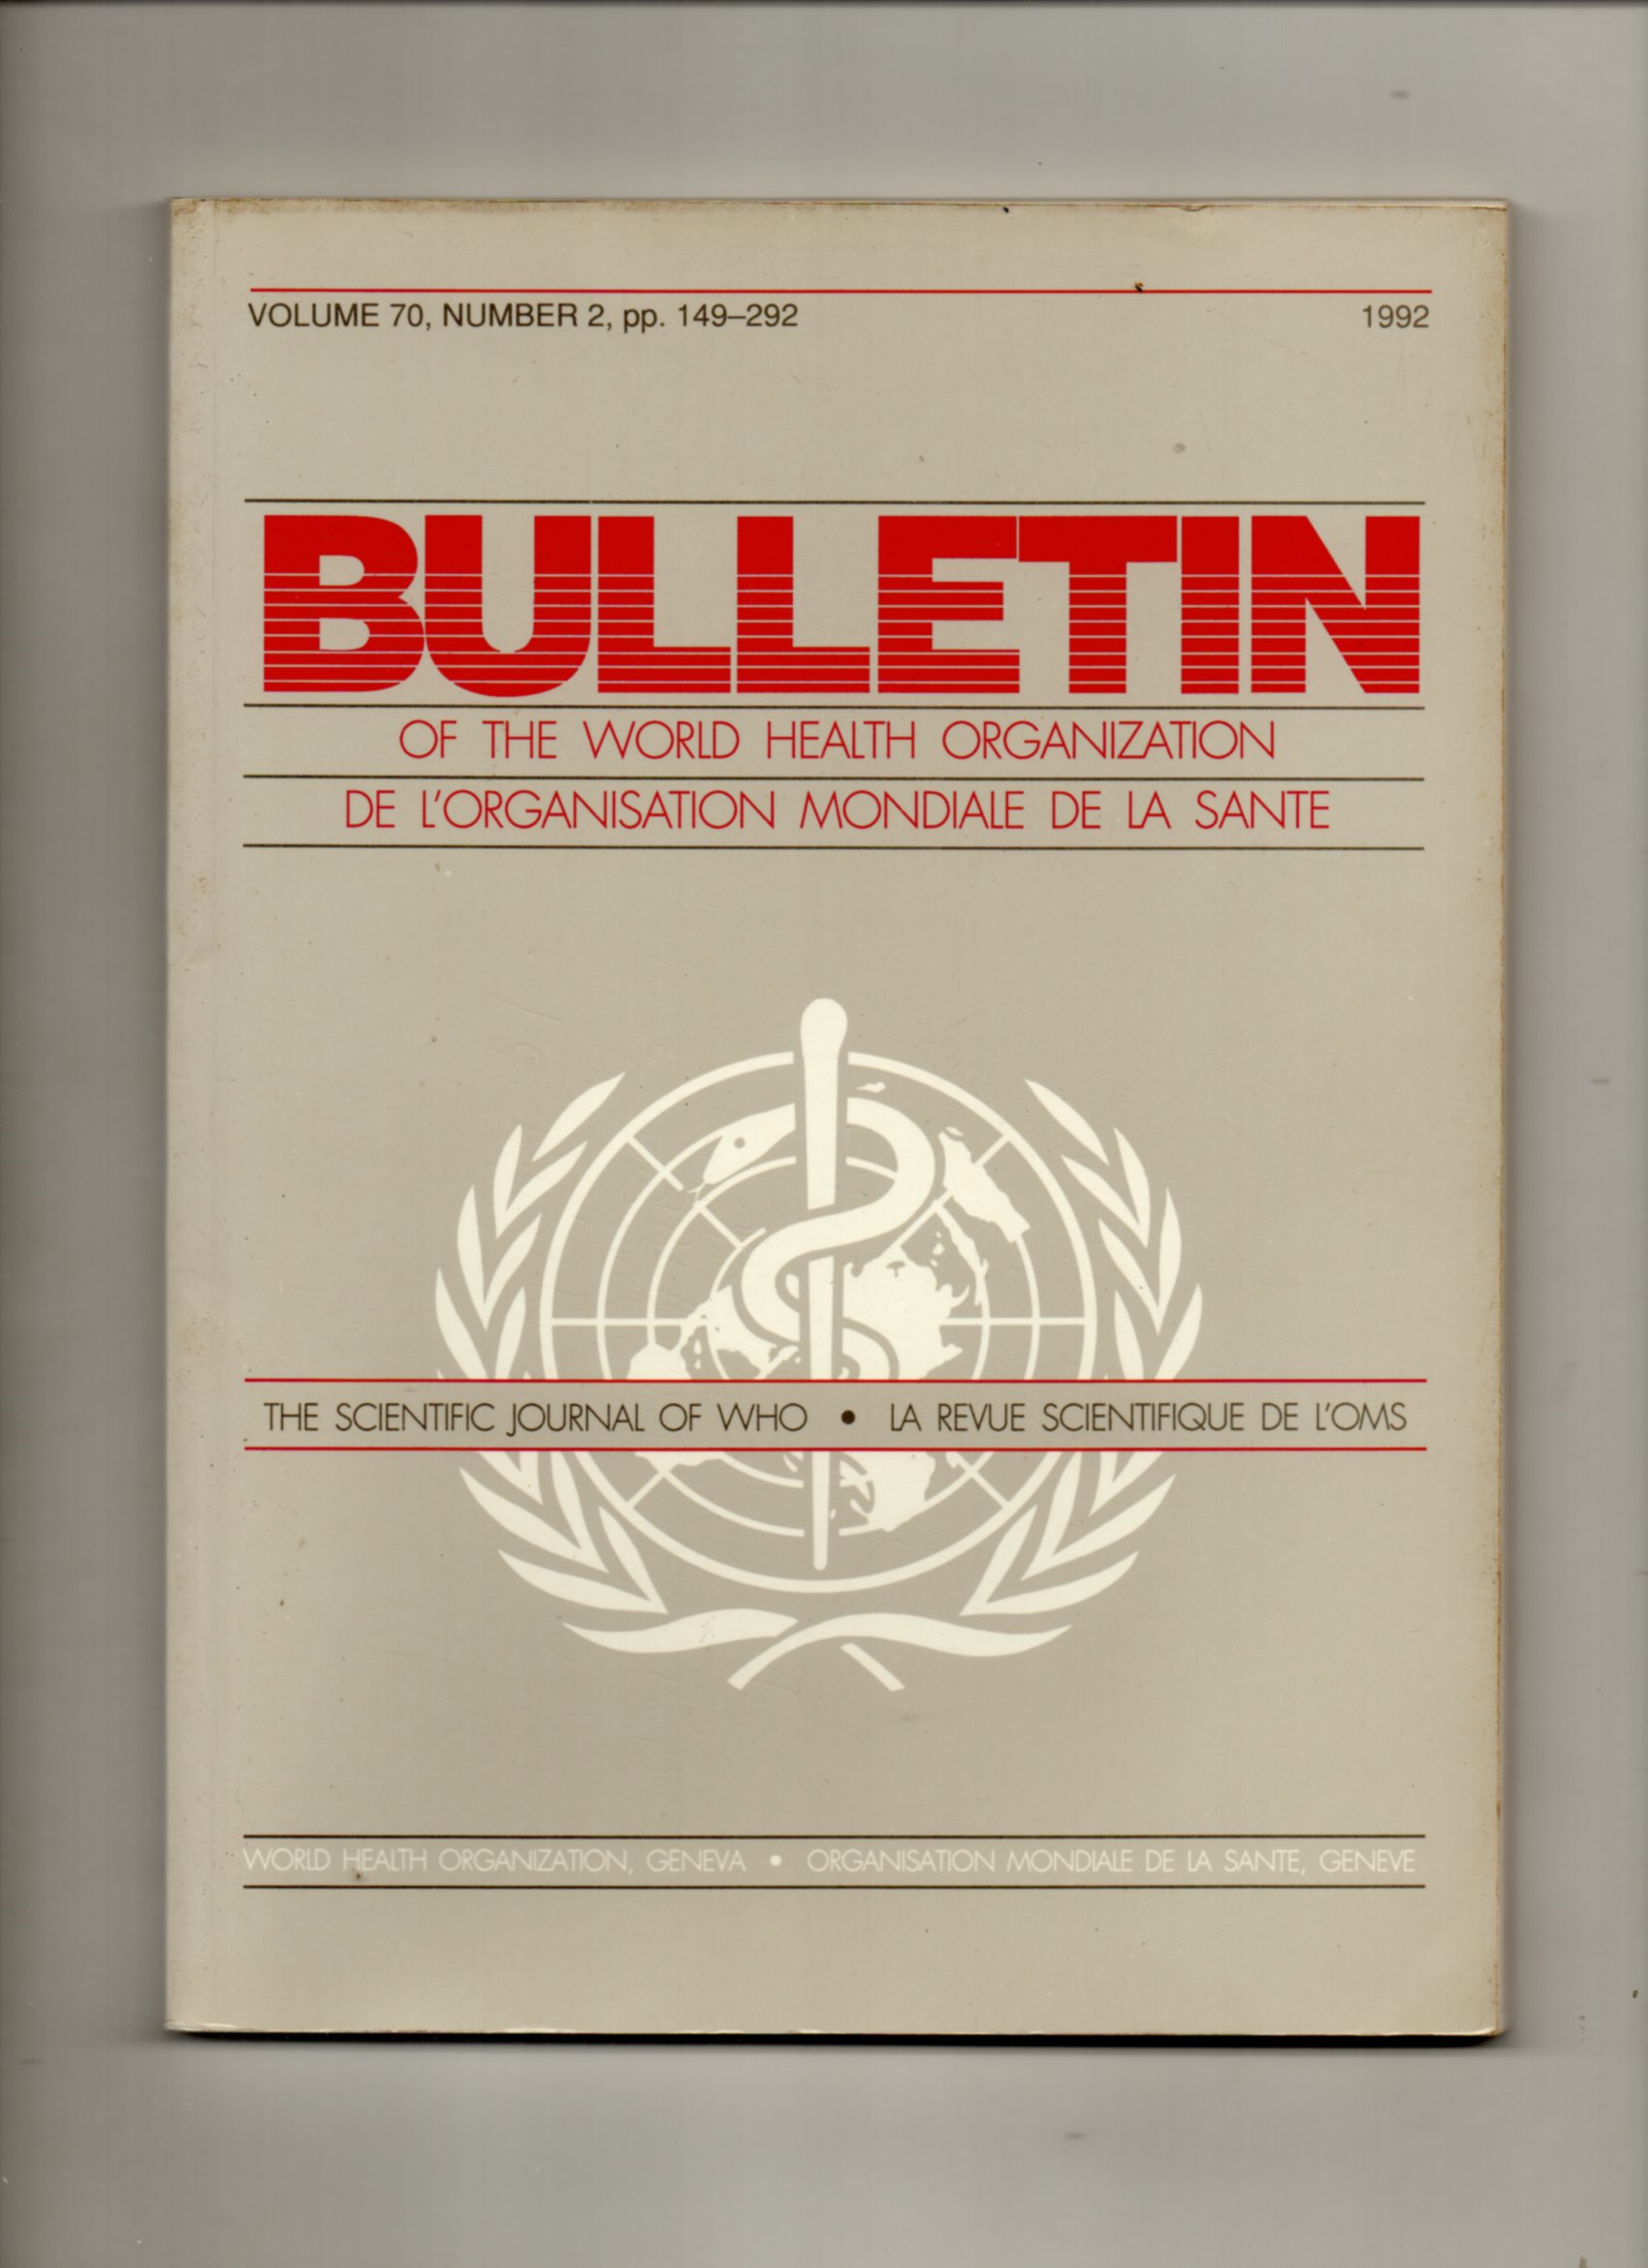 VOLUME 70, NUMBER 2, pp. 149–292 1992
BULLETIN
OF THE WORLD HEALTH ORGANIZATION
DE L'ORGANISATION MONDIALE DE LA SANTE
THE SCIENTIFIC JOURNAL OF WHO • LA REVUE SCIENTIFIQUE DE L'OMS
WORLD HEALTH ORGANIZATION, GENEVA • ORGANISATION MONDIALE DE LA SANTE, GENEVE